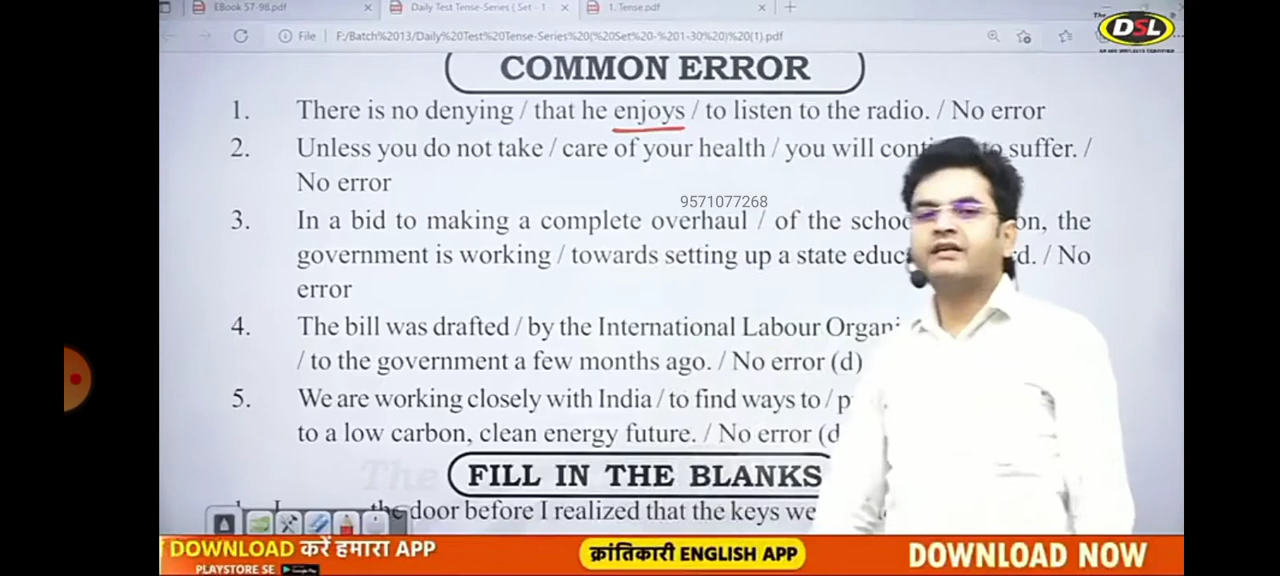 EBook 57-98.pdf
Daily Test Tense-Series ( Set - 1
1. Tense.pdf
File
F:/Batch%2013/Daily%20Test%20Tense-Series%20(%20Set%20-%201-30%20)%20(1).pdf
The
DSL
COMMON ERROR
1. There is no denying / that he enjoys / to listen to the radio. / No error
2. Unless you do not take / care of your health / you will to suffer. /
No error
9571077268
3. In a bid to making a complete overhaul / of the the
government is working / towards setting up a state / No
error
4. The bill was drafted / by the International Labour
/ to the government a few months ago. / No error (d)
5. We are working closely with India / to find ways to /
to a low carbon, clean energy future. / No error (d
The
FILL IN THE BLANKS
the door before I realized that the keys
DOWNLOAD करें हमारा APP
PLAYSTORE SE
क्रांतिकारी ENGLISH APP
DOWNLOAD NOW